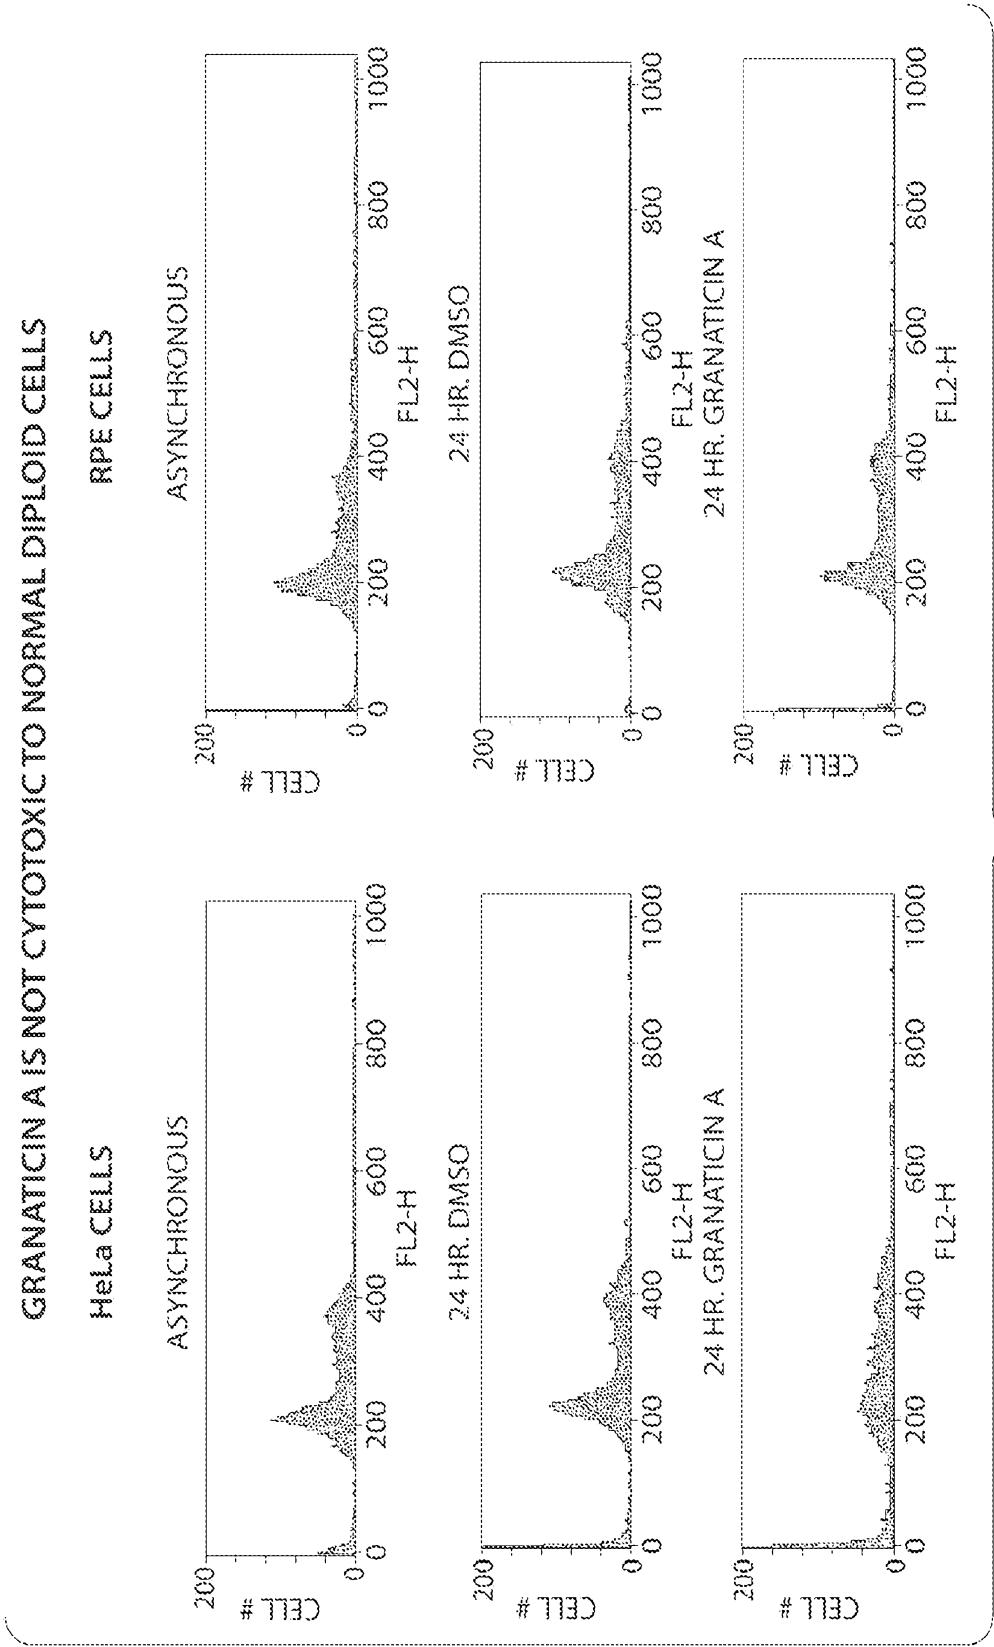 GRANATICIN A IS NOT CYTOTOXIC TO NORMAL DIPLOID CELLS
HeLa CELLS
ASYNCHRONOUS
200
0
CELL #
0
200
400
600
800
1000
FL2-H
24 HR. DMSO
200
0
CELL #
0
200
400
600
800
1000
FL2-H
24 HR. GRANATICIN A
200
0
CELL #
0
200
400
600
800
1000
FL2-H
RPE CELLS
ASYNCHRONOUS
200
0
CELL #
0
200
400
600
800
1000
FL2-H
24 HR. DMSO
200
0
CELL #
0
200
400
600
800
1000
FL2-H
24 HR. GRANATICIN A
200
0
CELL #
0
200
400
600
800
1000
FL2-H